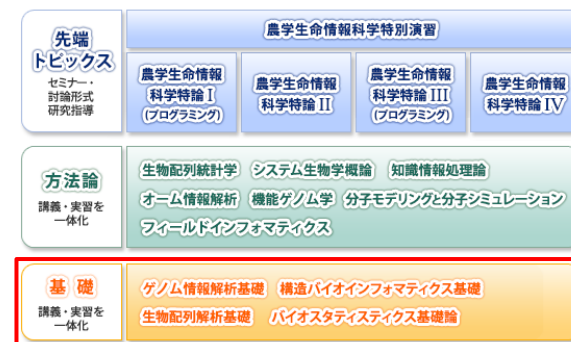 先端
トピックス
セミナー・
討論形式
研究指導
農学生命情報科学特別演習
農学生命情報
科学特論Ⅰ
(プログラミング)
農学生命情報
科学特論Ⅱ
農学生命情報
科学特論Ⅲ
(プログラミング)
農学生命情報
科学特論Ⅳ
方法論
講義・実習を
一体化
生物配列統計学 システム生物学概論 知識情報処理論
オーム情報解析 機能ゲノム学 分子モデリングと分子シミュレーション
フィールドインフォマティクス
基礎
講義・実習を
一体化
ゲノム情報解析基礎 構造バイオインフォマティクス基礎
生物配列解析基礎 バイオスタティスティクス基礎論